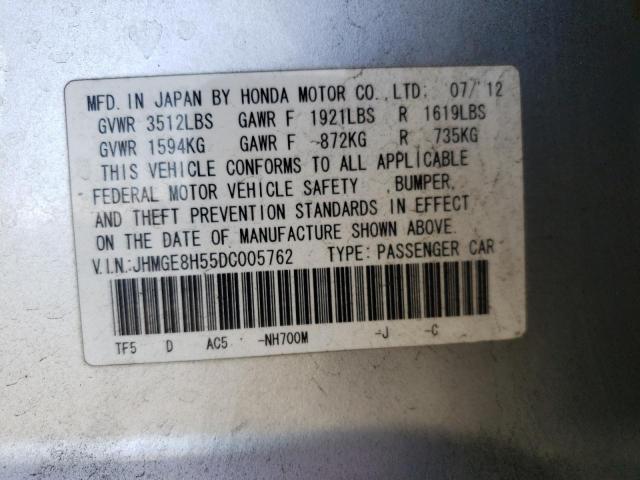 MFD. IN JAPAN BY HONDA MOTOR CO., LTD: 07/'12
GVWR 3512LBS GAWR F 1921LBS R 1619LBS
GVWR 1594KG GAWR F 872KG R 735KG
THIS VEHICLE CONFORMS TO ALL APPLICABLE
FEDERAL MOTOR VEHICLE SAFETY , BUMPER,
AND THEFT PREVENTION STANDARDS IN EFFECT
ON THE DATE OF MANUFACTURE SHOWN ABOVE.
V.I.N.:JHMGE8H55DC005762 TYPE: PASSENGER CAR
TF5 D AC5 -NH700M -J -C